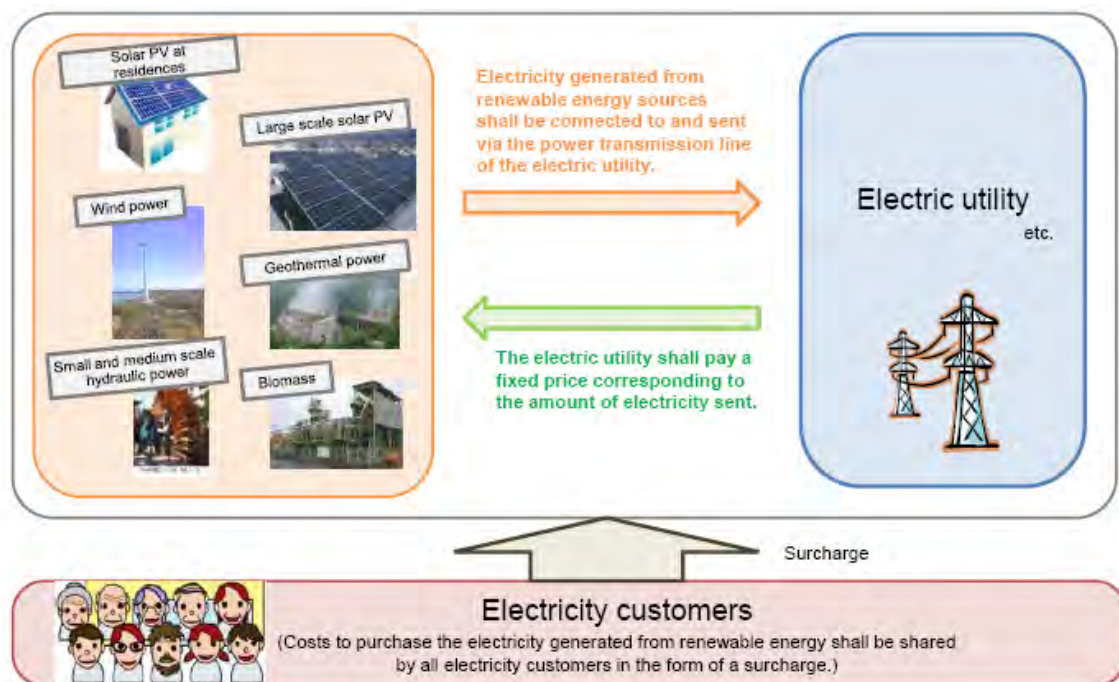 Solar PV at
residences
Large scale solar PV
Wind power
Geothermal power
Small and medium scale
hydraulic power
Biomass
Electricity generated from
renewable energy sources
shall be connected to and sent
via the power transmission line
of the electric utility.
The electric utility shall pay a
fixed price corresponding to
the amount of electricity sent.
Electric utility
etc.
Surcharge
Electricity customers
(Costs to purchase the electricity generated from renewable energy shall be shared
by all electricity customers in the form of a surcharge.)